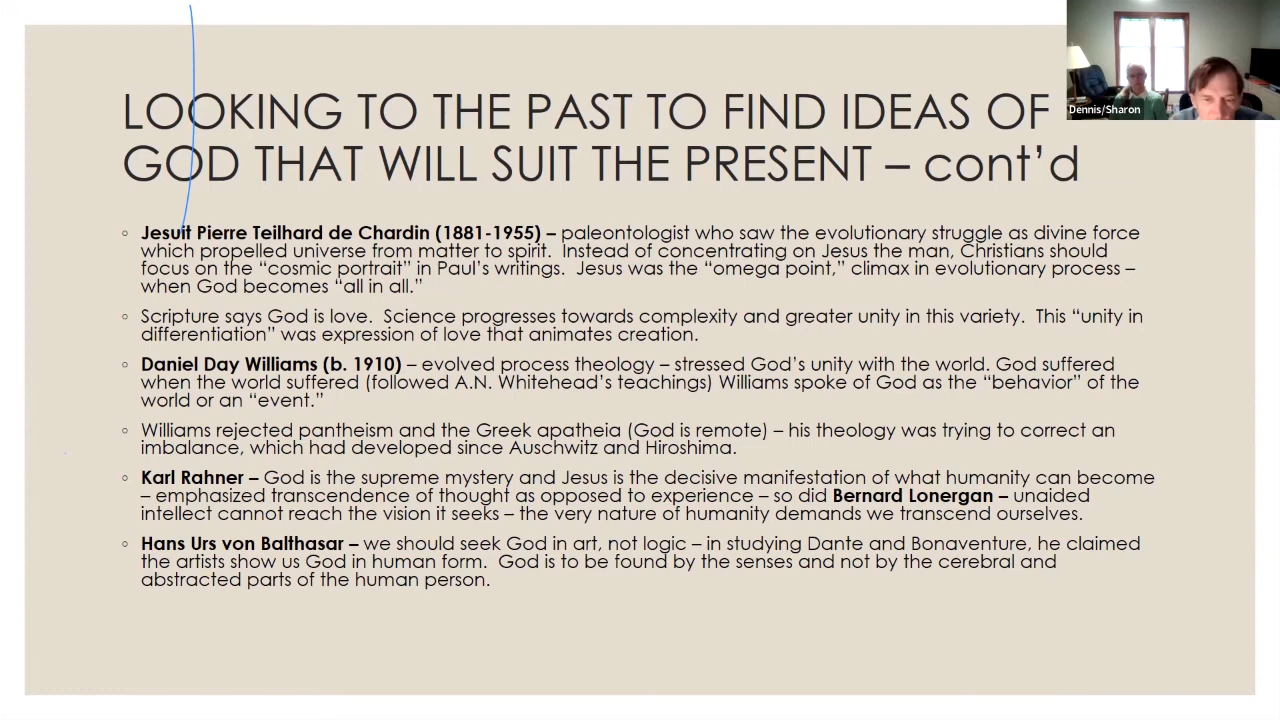 LOOKING TO THE PAST TO FIND IDEAS OF
GOD THAT WILL SUIT THE PRESENT – cont'd
Dennis/Sharon
◦ Jesuit Pierre Teilhard de Chardin (1881-1955) – paleontologist who saw the evolutionary struggle as divine force
which propelled universe from matter to spirit.  Instead of concentrating on Jesus the man, Christians should
focus on the “cosmic portrait” in Paul’s writings.  Jesus was the “omega point,” climax in evolutionary process –
when God becomes “all in all.”
◦ Scripture says God is love.  Science progresses towards complexity and greater unity in this variety.  This “unity in
differentiation” was expression of love that animates creation.
◦ Daniel Day Williams (b. 1910) – evolved process theology – stressed God’s unity with the world. God suffered
when the world suffered (followed A.N. Whitehead’s teachings) Williams spoke of God as the “behavior” of the
world or an “event.”
◦ Williams rejected pantheism and the Greek apatheia (God is remote) – his theology was trying to correct an
imbalance, which had developed since Auschwitz and Hiroshima.
◦ Karl Rahner – God is the supreme mystery and Jesus is the decisive manifestation of what humanity can become
– emphasized transcendence of thought as opposed to experience – so did Bernard Lonergan – unaided
intellect cannot reach the vision it seeks – the very nature of humanity demands we transcend ourselves.
◦ Hans Urs von Balthasar – we should seek God in art, not logic – in studying Dante and Bonaventure, he claimed
the artists show us God in human form.  God is to be found by the senses and not by the cerebral and
abstracted parts of the human person.